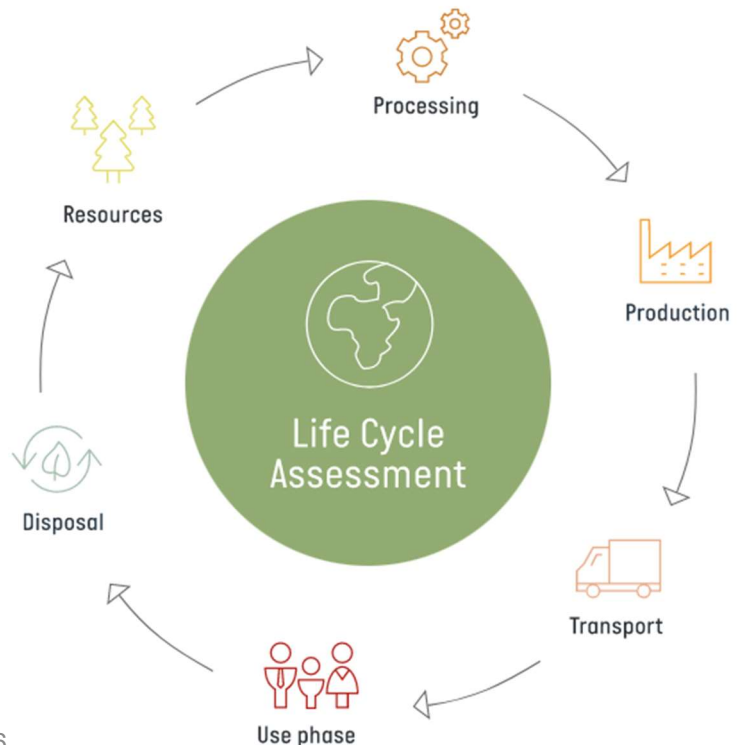 Processing
Resources
Production
Life Cycle
Assessment
Disposal
Transport
Use phase